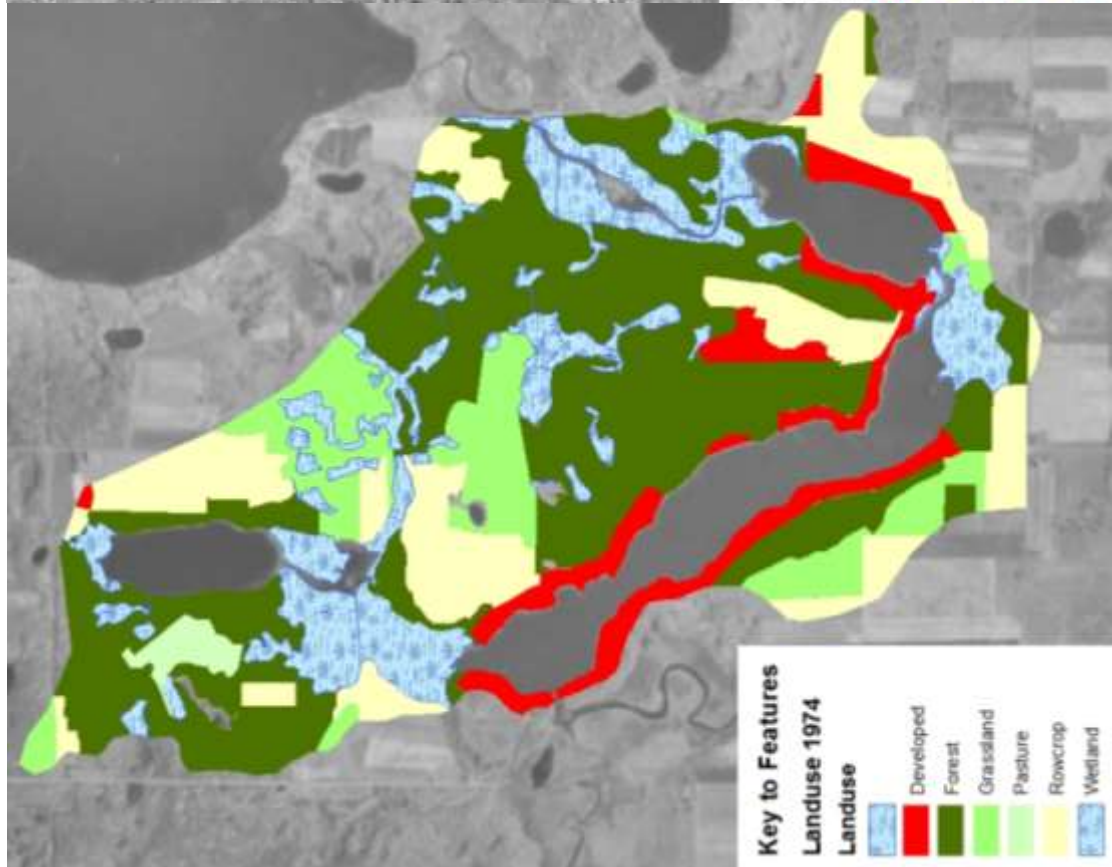 Key to Features
Landuse 1974
Landuse
Developed
Forest
Grassland
Pasture
Rowcrop
Wetland